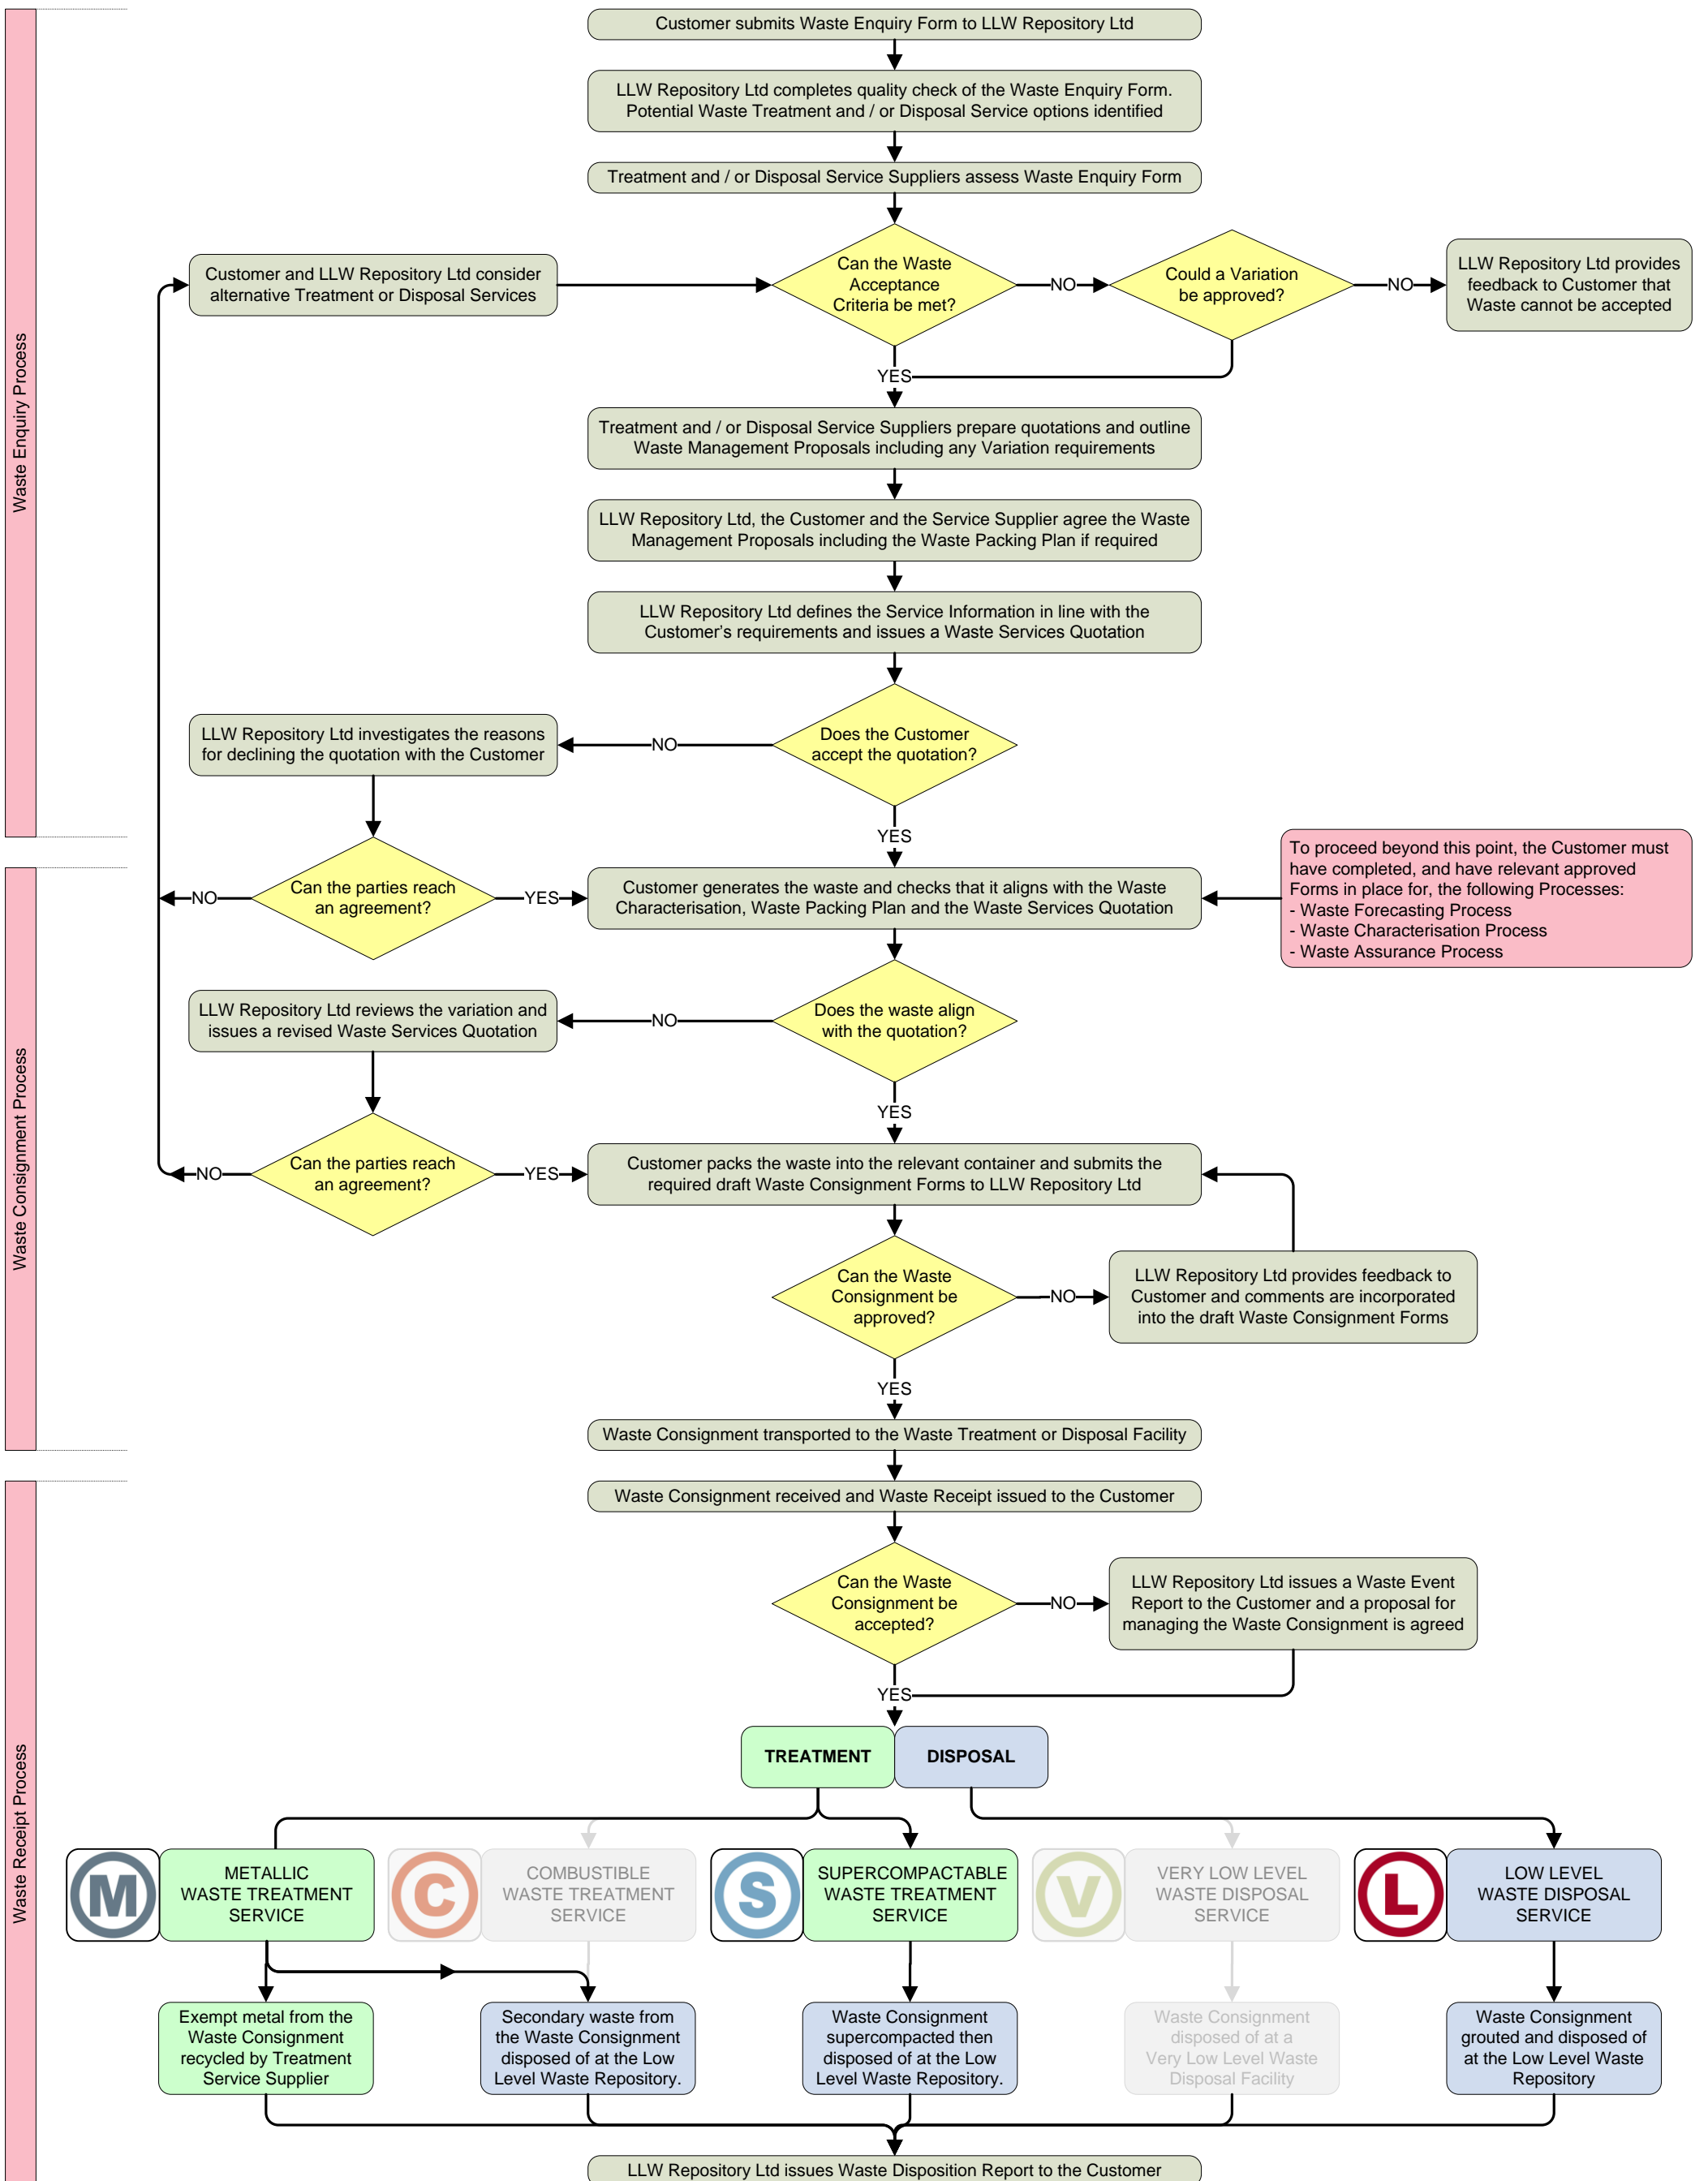 Waste Enquiry Process
Customer submits Waste Enquiry Form to LLW Repository Ltd
LLW Repository Ltd completes quality check of the Waste Enquiry Form.
Potential Waste Treatment and / or Disposal Service options identified
Treatment and / or Disposal Service Suppliers assess Waste Enquiry Form
Customer and LLW Repository Ltd consider
alternative Treatment or Disposal Services
Can the Waste
Acceptance
Criteria be met?
NO
Could a Variation
be approved?
NO
LLW Repository Ltd provides
feedback to Customer that
Waste cannot be accepted
YES
Treatment and / or Disposal Service Suppliers prepare quotations and outline
Waste Management Proposals including any Variation requirements
LLW Repository Ltd, the Customer and the Service Supplier agree the Waste
Management Proposals including the Waste Packing Plan if required
LLW Repository Ltd defines the Service Information in line with the
Customer's requirements and issues a Waste Services Quotation
LLW Repository Ltd investigates the reasons
for declining the quotation with the Customer
NO
Does the Customer
accept the quotation?
YES
Waste Consignment Process
NO
Can the parties reach
an agreement?
YES
Customer generates the waste and checks that it aligns with the Waste
Characterisation, Waste Packing Plan and the Waste Services Quotation
To proceed beyond this point, the Customer must
have completed, and have relevant approved
Forms in place for, the following Processes:
- Waste Forecasting Process
- Waste Characterisation Process
- Waste Assurance Process
LLW Repository Ltd reviews the variation and
issues a revised Waste Services Quotation
NO
Does the waste align
with the quotation?
YES
NO
Can the parties reach
an agreement?
YES
Customer packs the waste into the relevant container and submits the
required draft Waste Consignment Forms to LLW Repository Ltd
Can the Waste
Consignment be
approved?
NO
LLW Repository Ltd provides feedback to
Customer and comments are incorporated
into the draft Waste Consignment Forms
YES
Waste Consignment transported to the Waste Treatment or Disposal Facility
Waste Receipt Process
Waste Consignment received and Waste Receipt issued to the Customer
Can the Waste
Consignment be
accepted?
NO
LLW Repository Ltd issues a Waste Event
Report to the Customer and a proposal for
managing the Waste Consignment is agreed
YES
TREATMENT
DISPOSAL
M
METALLIC
WASTE TREATMENT
SERVICE
C
COMBUSTIBLE
WASTE TREATMENT
SERVICE
S
SUPERCOMPACTABLE
WASTE TREATMENT
SERVICE
V
VERY LOW LEVEL
WASTE DISPOSAL
SERVICE
L
LOW LEVEL
WASTE DISPOSAL
SERVICE
Exempt metal from the
Waste Consignment
recycled by Treatment
Service Supplier
Secondary waste from
the Waste Consignment
disposed of at the Low
Level Waste Repository.
Waste Consignment
supercompacted then
disposed of at the Low
Level Waste Repository.
Waste Consignment
disposed of at a
Very Low Level Waste
Disposal Facility
Waste Consignment
grouted and disposed of
at the Low Level Waste
Repository
LLW Repository Ltd issues Waste Disposition Report to the Customer